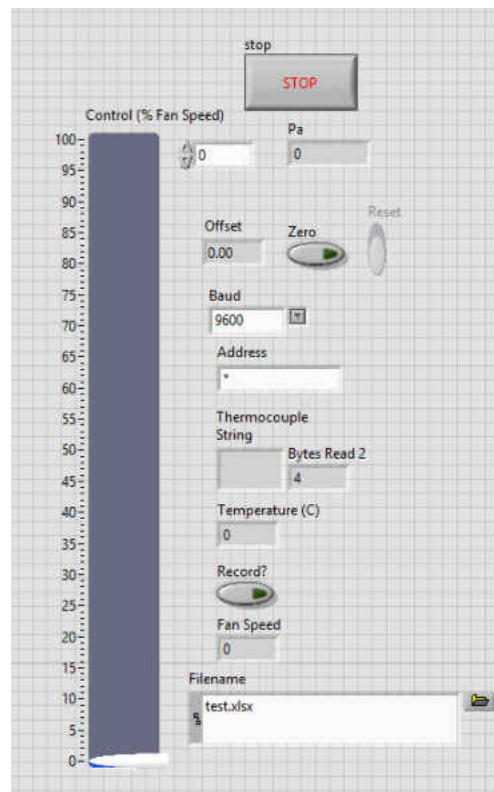 stop
STOP
Control (% Fan Speed)
Pa
0
0
100
95
90
85
80
75
70
65
60
55
50
45
40
35
30
25
20
15
10
5
0
Reset
Offset
Zero
0.00
Baud
9600
Address
*
Thermocouple
String
Bytes Read 2
4
Temperature (C)
0
Record?
Fan Speed
0
Filename
test.xlsx